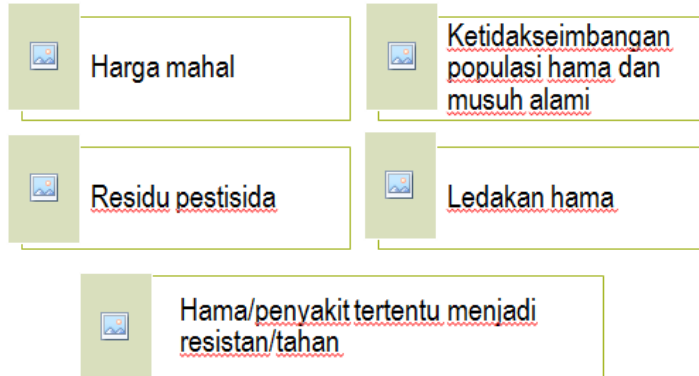 Harga mahal
Ketidakseimbangan
populasi hama dan
musuh alami
Residu pestisida
Ledakan hama
Hama/penyakit tertentu menjadi
resistan/tahan